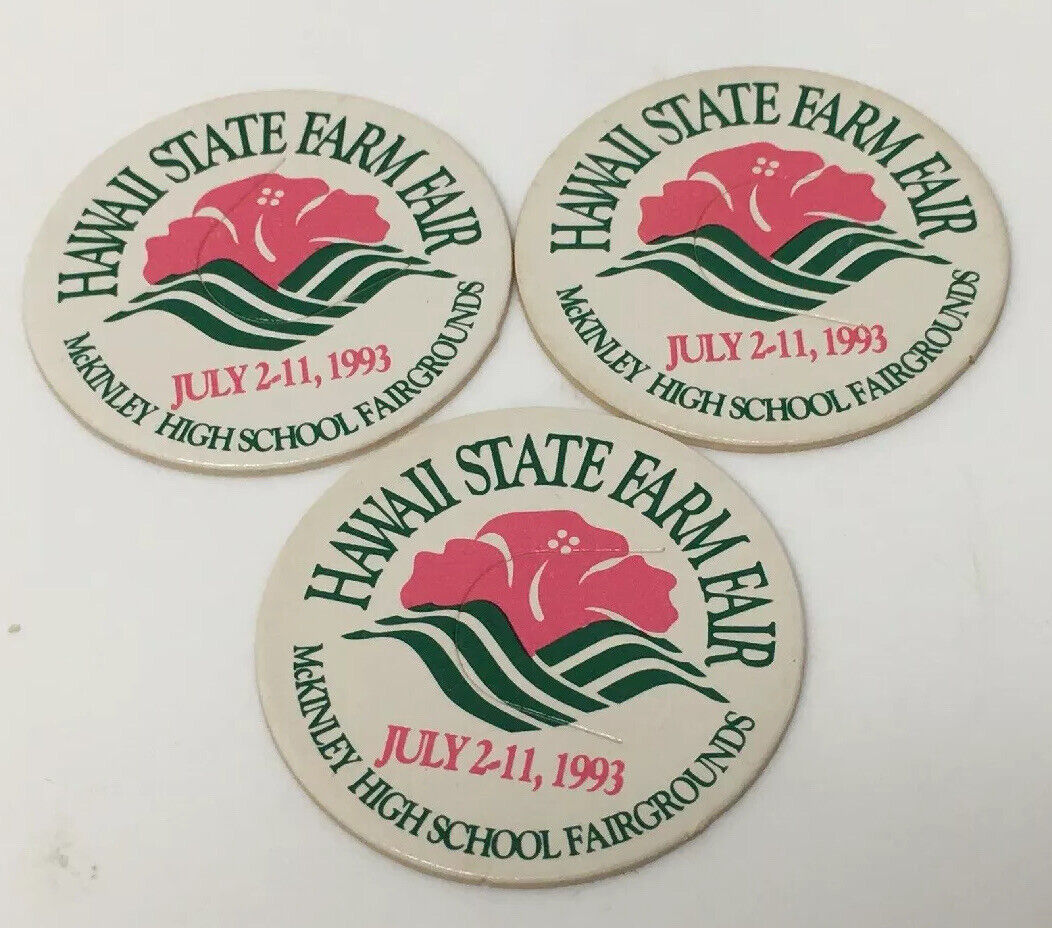 HAWAII STATE FARM FAIR
JULY 2-11, 1993
McKINLEY HIGH SCHOOL FAIRGROUNDS
HAWAII STATE FARM FAIR
JULY 2-11, 1993
McKINLEY HIGH SCHOOL FAIRGROUNDS
HAWAII STATE FARM FAIR
JULY 2-11, 1993
McKINLEY HIGH SCHOOL FAIRGROUNDS